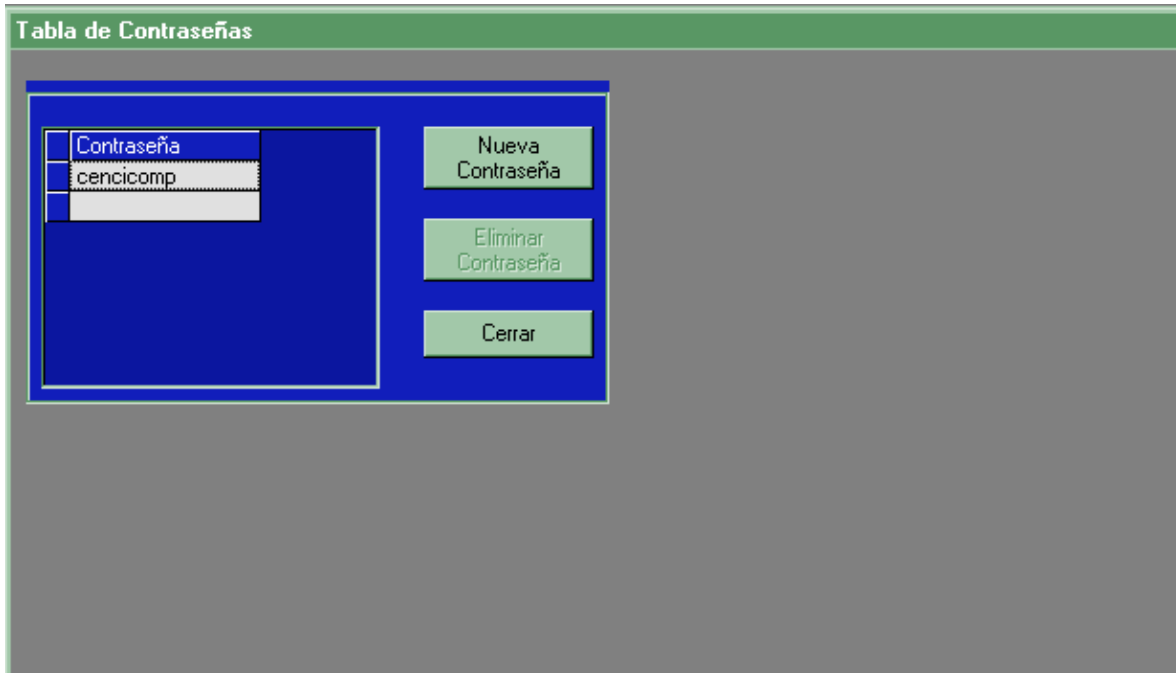 Tabla de Contraseñas
Contraseña
cencicomp
Nueva
Contraseña
Eliminar
Contraseña
Cerrar